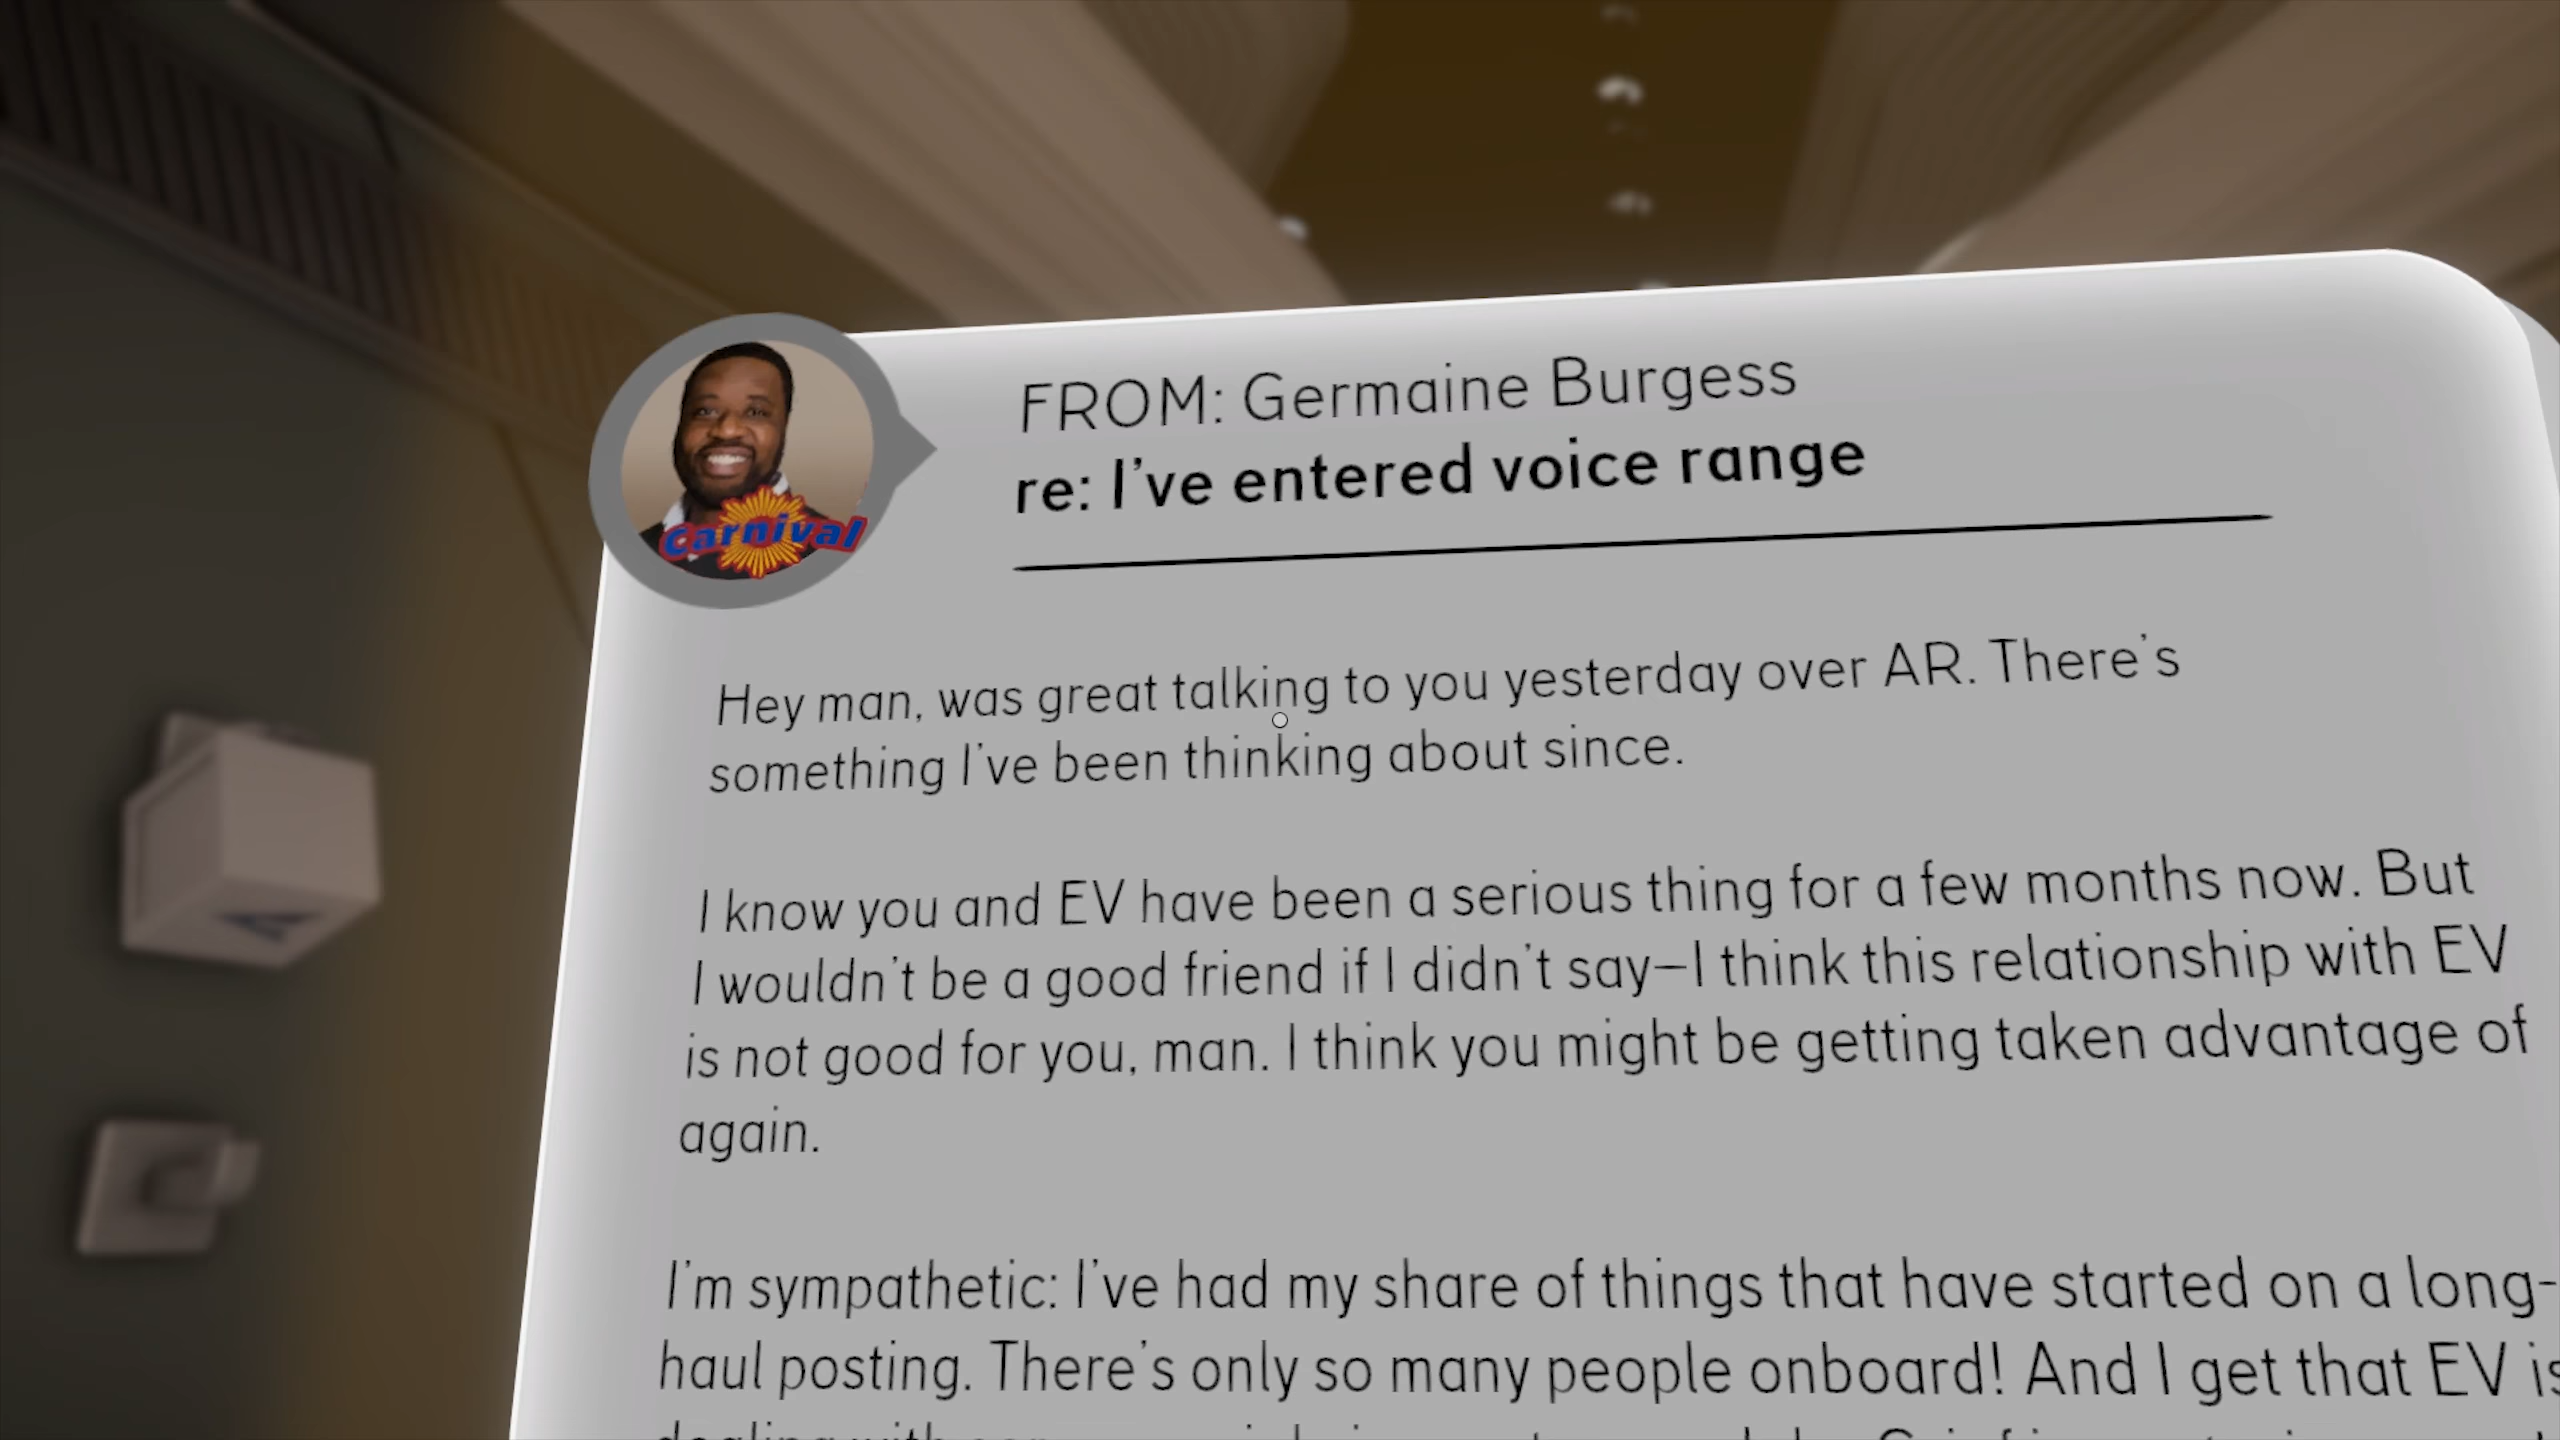 FROM: Germaine Burgess
re: I've entered voice range
Carnival
Hey man, was great talking to you yesterday over AR. There's
something I've been thinking about since.
I know you and EV have been a serious thing for a few months now. But
I wouldn't be a good friend if I didn't say—I think this relationship with EV
is not good for you, man. I think you might be getting taken advantage of
again.
I'm sympathetic: I've had my share of things that have started on a long-
haul posting. There's only so many people onboard! And I get that EV is
dealing with